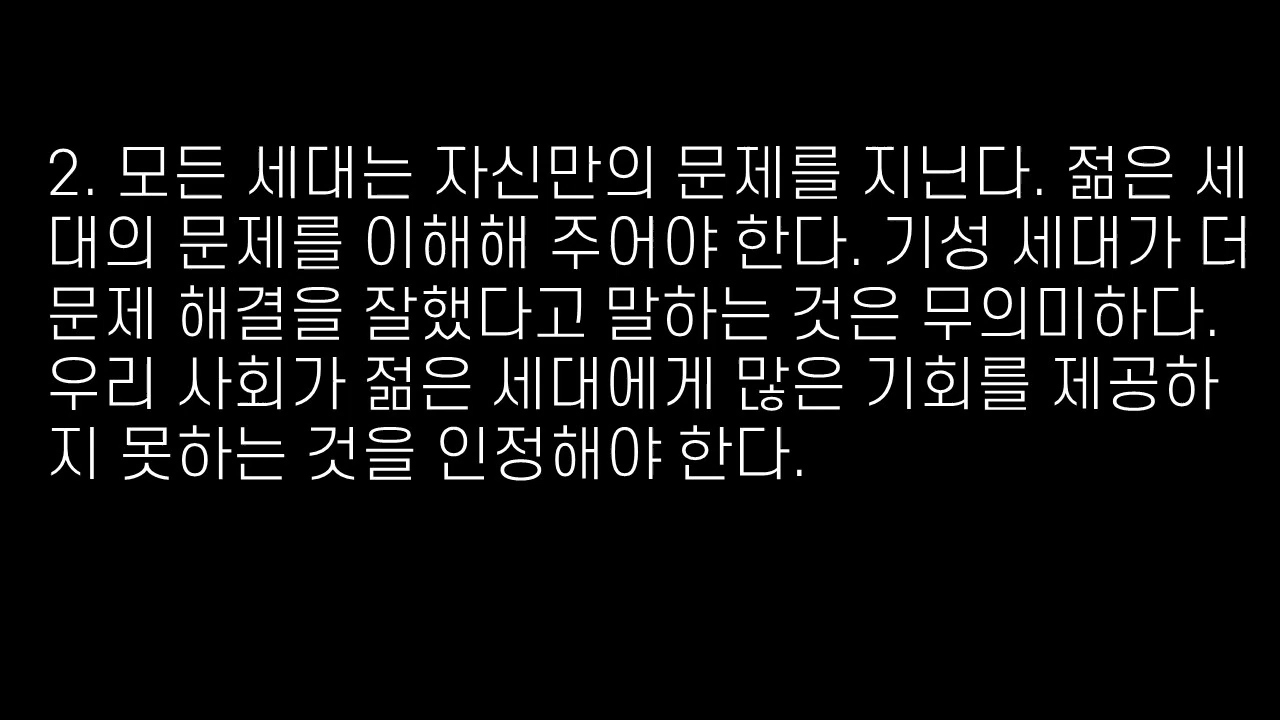 2. 모든 세대는 자신만의 문제를 지닌다. 젊은 세
대의 문제를 이해해 주어야 한다. 기성 세대가 더
문제 해결을 잘했다고 말하는 것은 무의미하다.
우리 사회가 젊은 세대에게 많은 기회를 제공하
지 못하는 것을 인정해야 한다.